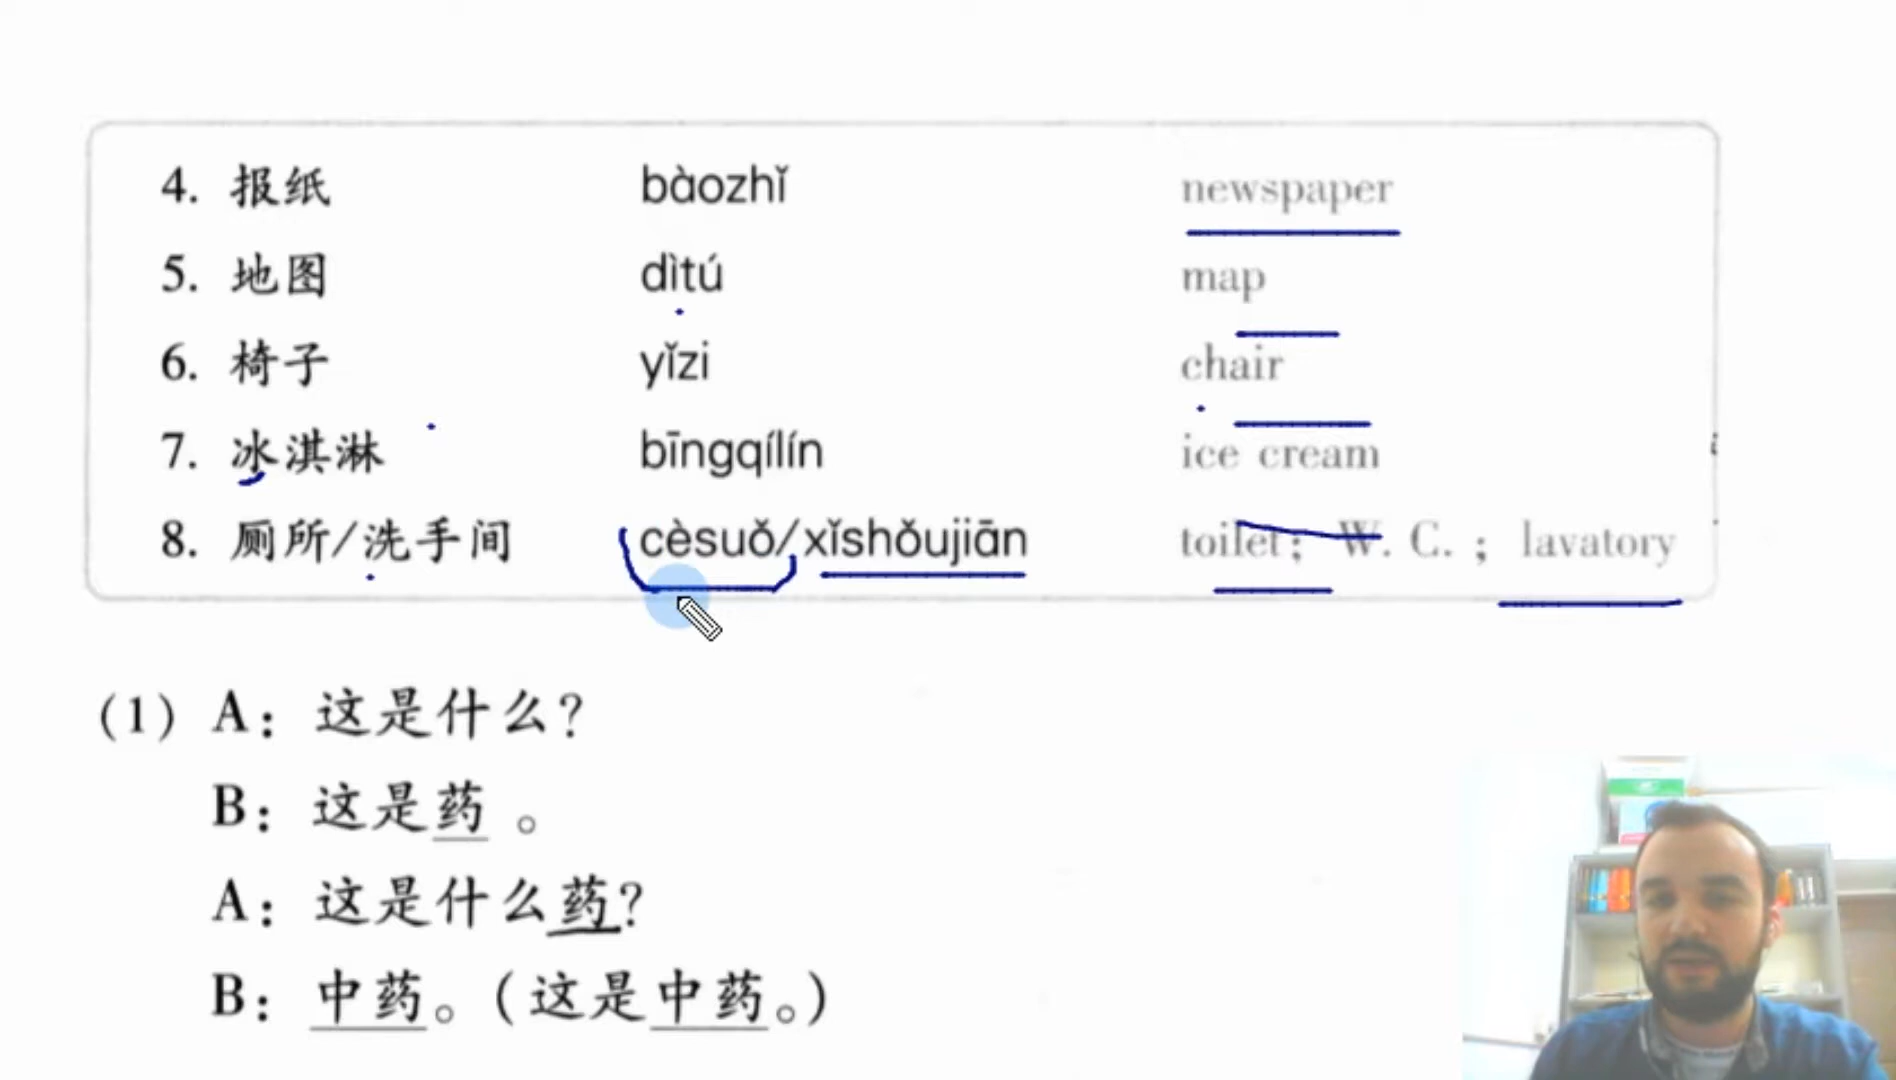 4. 报纸 bàozhǐ newspaper
5. 地图 dìtú map
6. 椅子 yǐzi chair
7. 冰淇淋 bīngqílín ice cream
8. 厕所/洗手间 cèsuǒ/xǐshǒujiān toilet; W. C. ; lavatory
(1) A: 这是什么?
B: 这是药 。
A: 这是什么药?
B: 中药。(这是中药。)